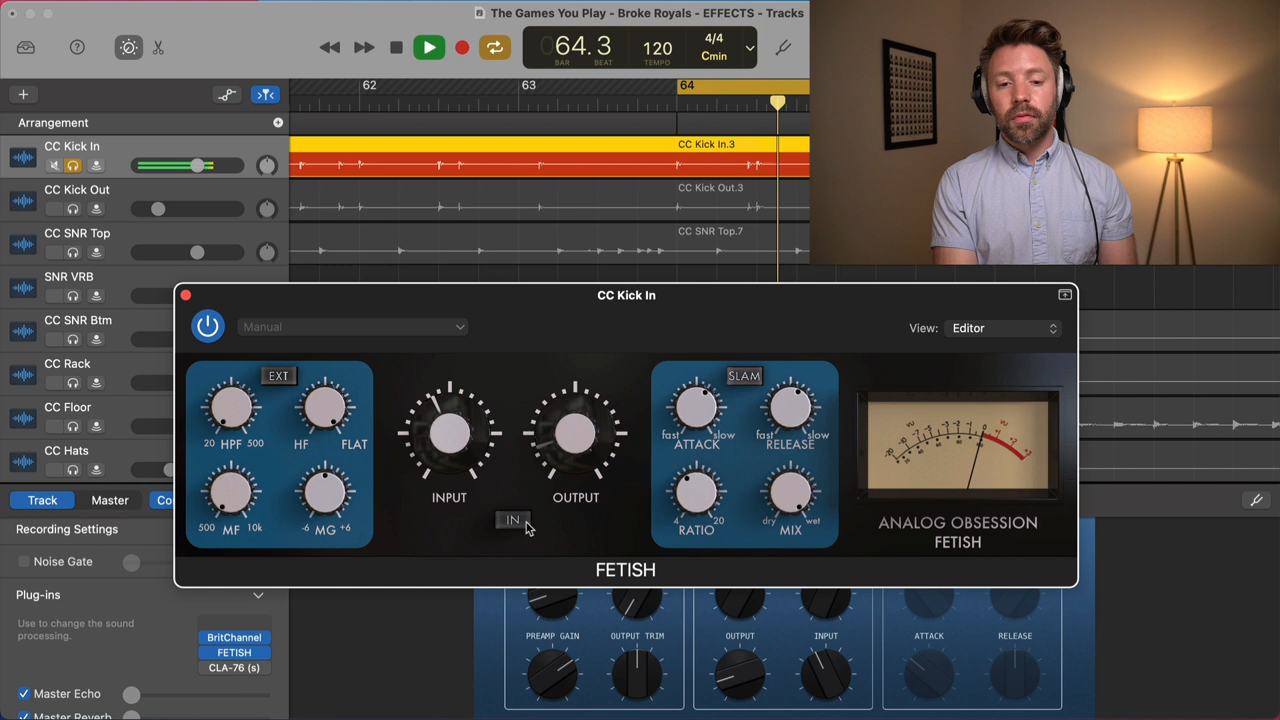 The Games You Play - Broke Royals - EFFECTS - Tracks
064.3
BAR BEAT
120
TEMPO
4/4
Cmin
62 63 64
Arrangement
CC Kick In
CC Kick In.3
CC Kick Out
CC Kick Out.3
CC SNR Top
CC SNR Top.7
SNR VRB
CC SNR Btm
CC Rack
CC Floor
CC Hats
Track Master Co
Recording Settings
Noise Gate
Plug-ins
Use to change the sound
processing.
BritChannel
FETISH
CLA-76 (s)
Master Echo
Master Reverb
CC Kick In
Manual
View: Editor
EXT
20 HPF 500
HF FLAT
500 MF 10k
-6 MG +6
INPUT
OUTPUT
IN
SLAM
fast slow
ATTACK
fast slow
RELEASE
4 20
RATIO
dry wet
MIX
ANALOG OBSESSION
FETISH
FETISH
PREAMP GAIN OUTPUT TRIM OUTPUT INPUT ATTACK RELEASE